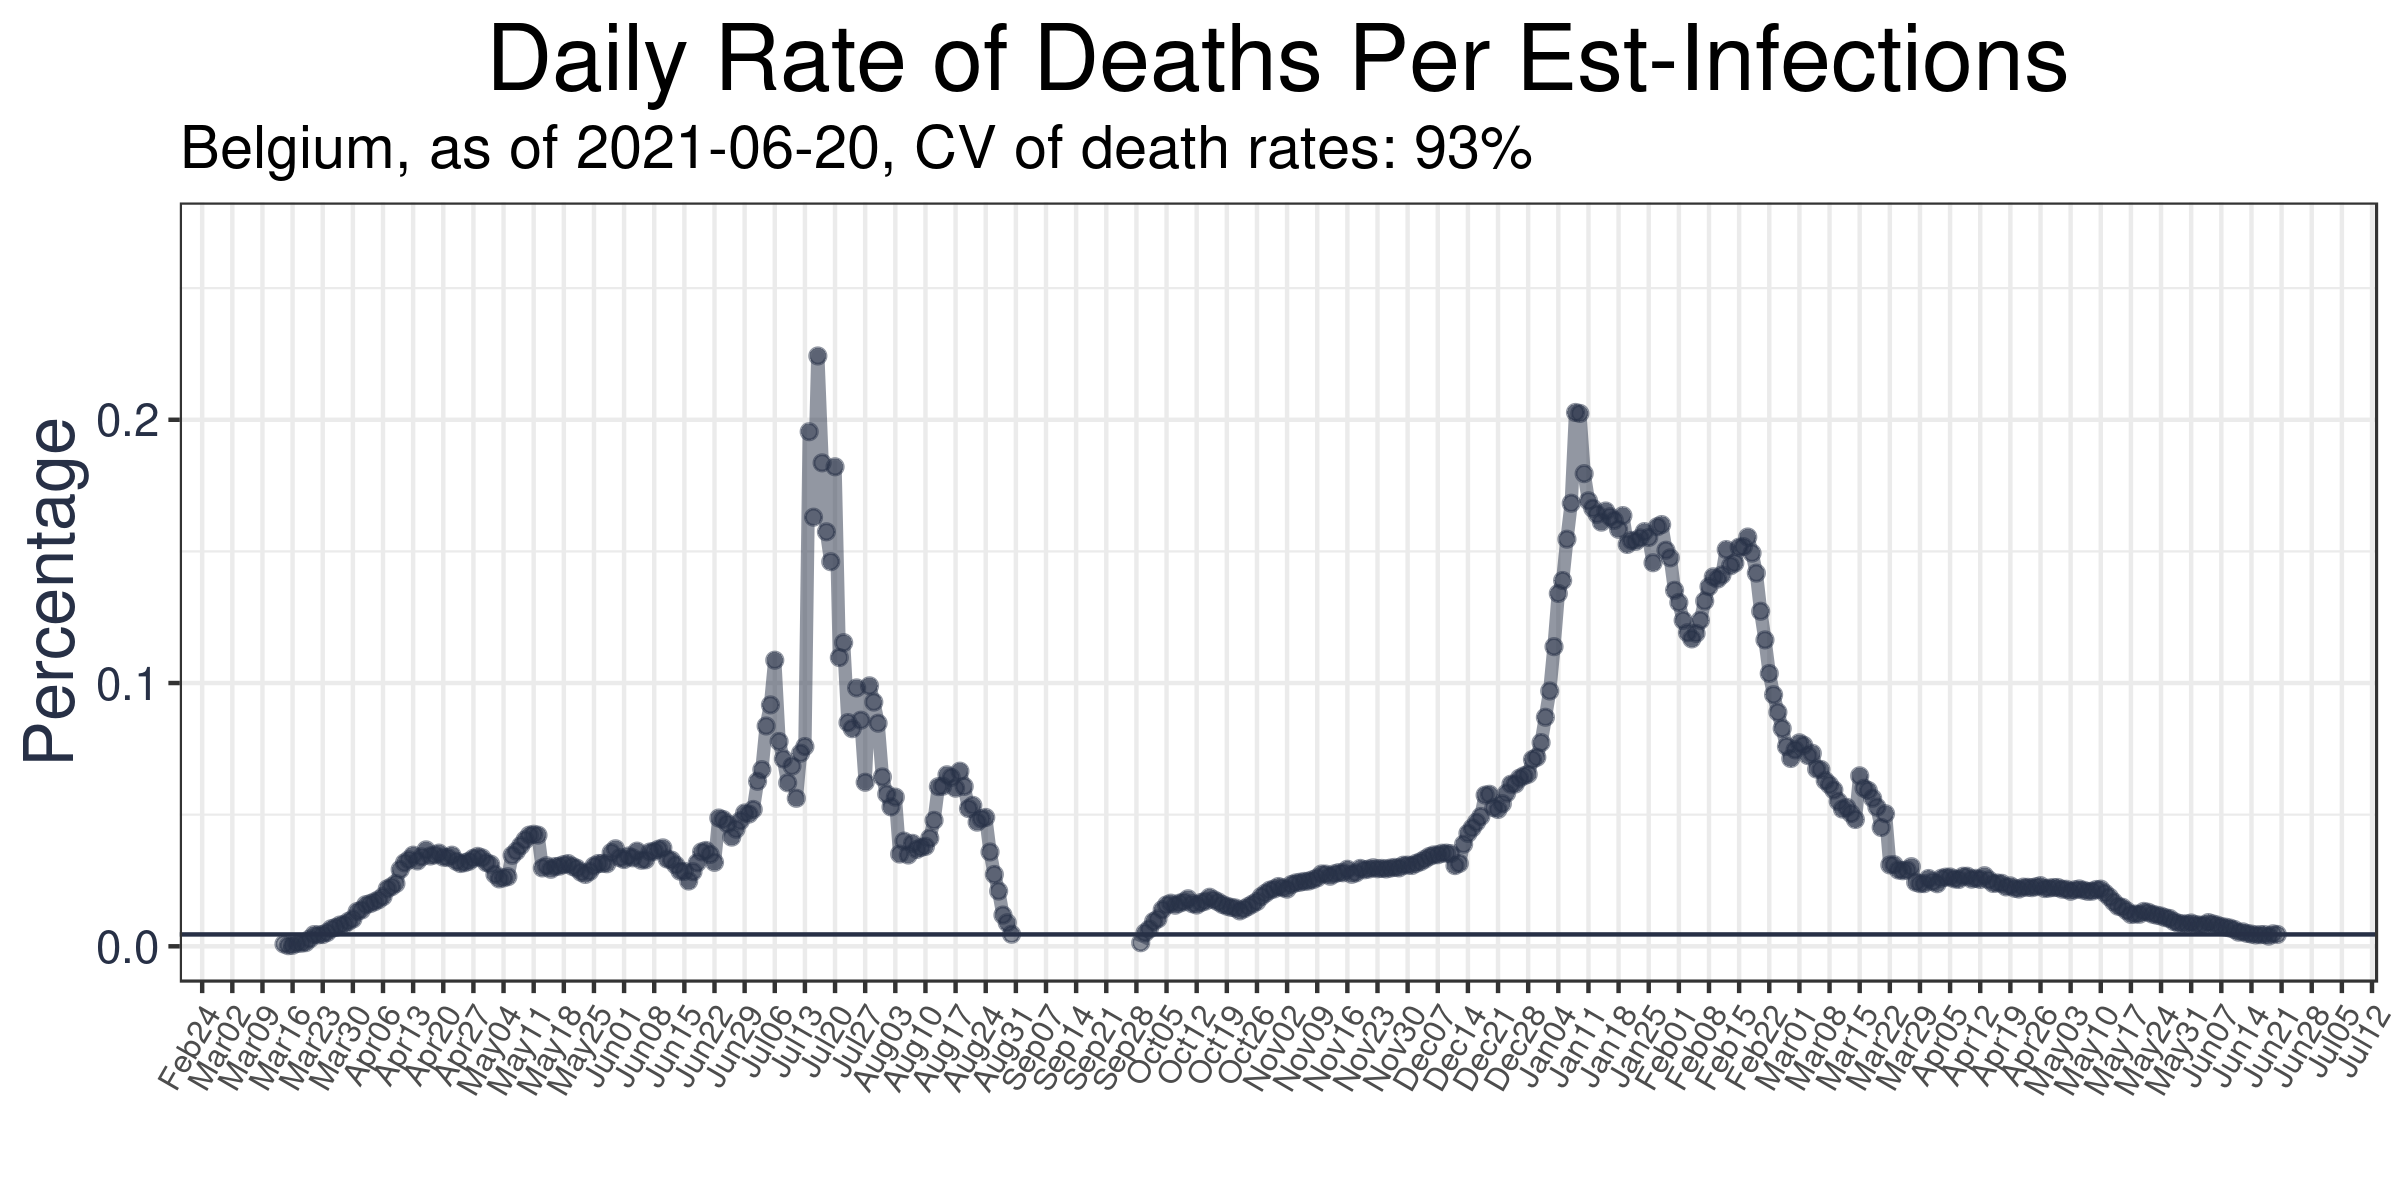 Daily Rate of Deaths Per Est-Infections
Belgium, as of 2021-06-20, CV of death rates: 93%
Percentage
0.2
0.1
0.0
Feb24
Mar02
Mar09
Mar16
Mar23
Mar30
Apr06
Apr13
Apr20
Apr27
May04
May11
May18
May25
Jun01
Jun08
Jun15
Jun22
Jun29
Jul06
Jul13
Jul20
Jul27
Aug03
Aug10
Aug17
Aug24
Aug31
Sep07
Sep14
Sep21
Sep28
Oct05
Oct12
Oct19
Oct26
Nov02
Nov09
Nov16
Nov23
Nov30
Dec07
Dec14
Dec21
Dec28
Jan04
Jan11
Jan18
Jan25
Feb01
Feb08
Feb15
Feb22
Mar01
Mar08
Mar15
Mar22
Mar29
Apr05
Apr12
Apr19
Apr26
May03
May10
May17
May24
May31
Jun07
Jun14
Jun21
Jun28
Jul05
Jul12